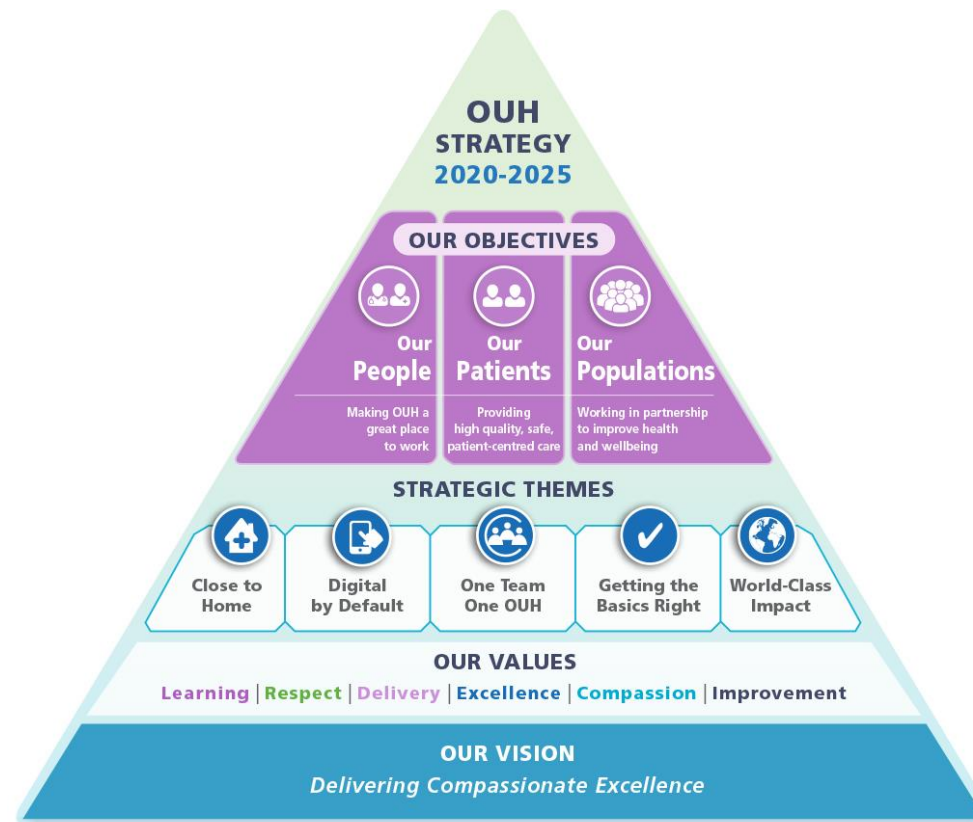 OUH
STRATEGY
2020-2025
OUR OBJECTIVES
Our
People
Making OUH a
great place
to work
Our
Patients
Providing
high quality, safe,
patient-centred care
Our
Populations
Working in partnership
to improve health
and wellbeing
STRATEGIC THEMES
Close to
Home
Digital
by Default
One Team
One OUH
Getting the
Basics Right
World-Class
Impact
OUR VALUES
Learning | Respect | Delivery | Excellence | Compassion | Improvement
OUR VISION
Delivering Compassionate Excellence